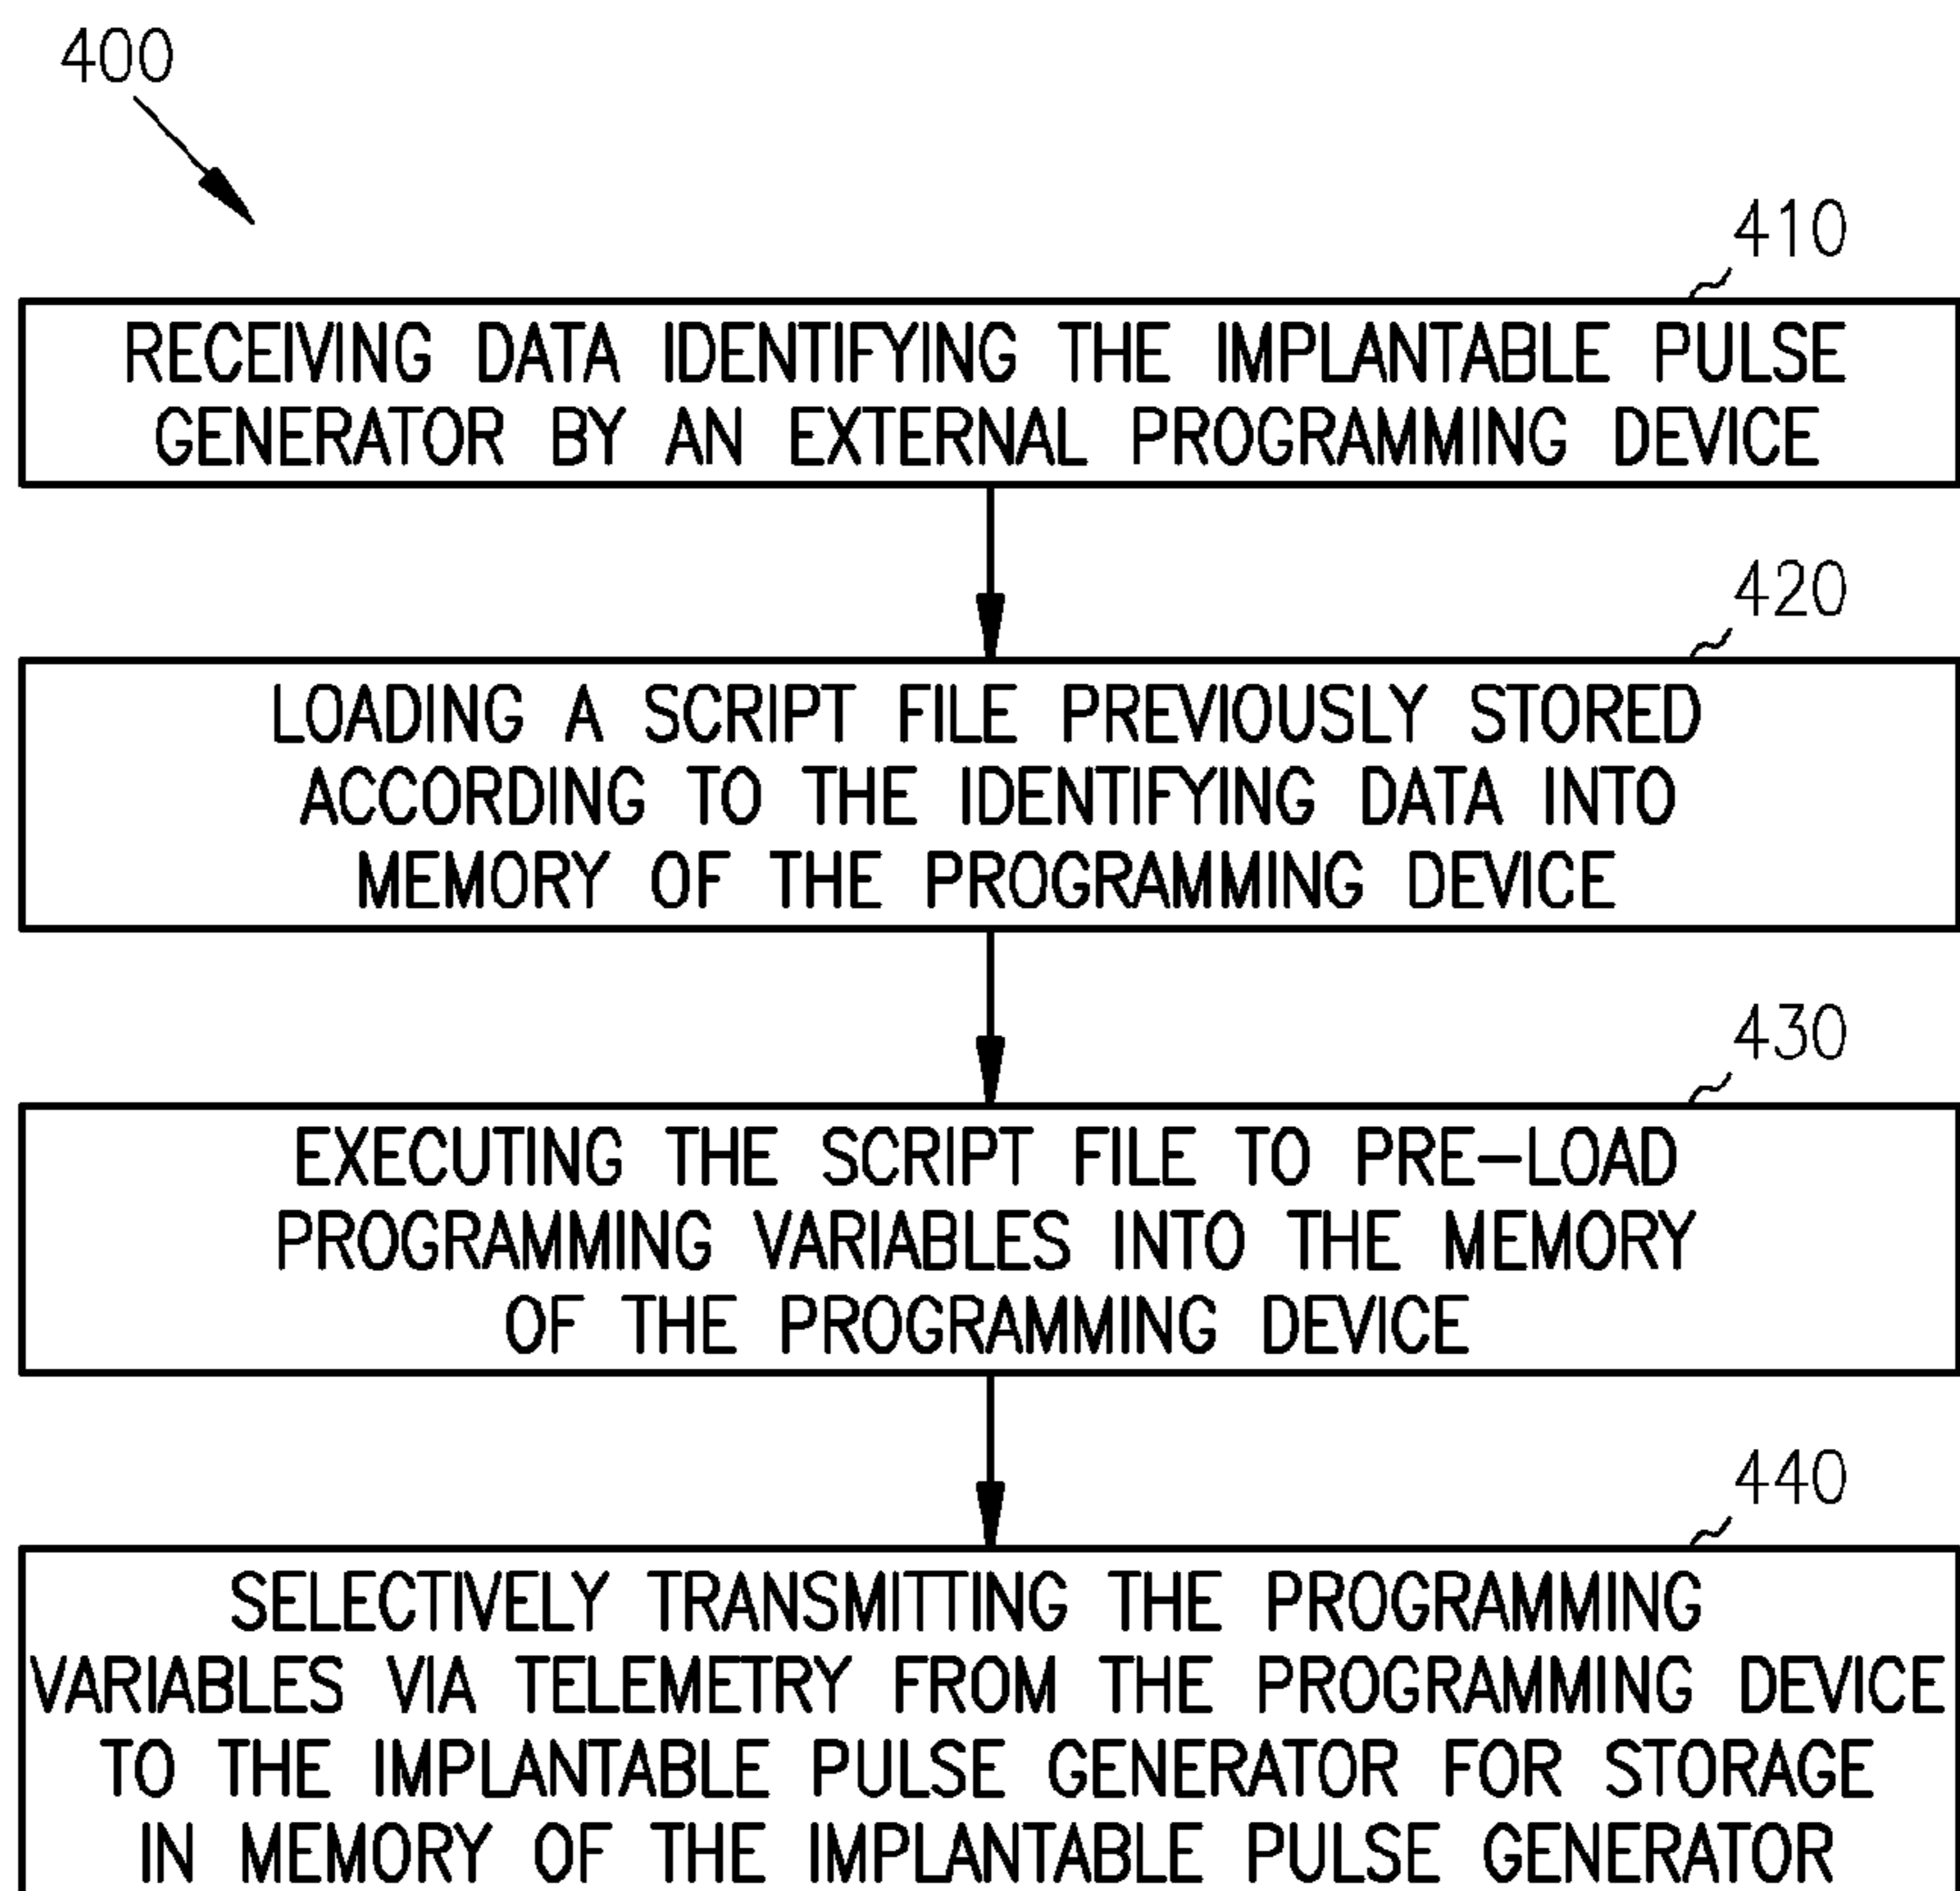 400
410
RECEIVING DATA IDENTIFYING THE IMPLANTABLE PULSE
GENERATOR BY AN EXTERNAL PROGRAMMING DEVICE
420
LOADING A SCRIPT FILE PREVIOUSLY STORED
ACCORDING TO THE IDENTIFYING DATA INTO
MEMORY OF THE PROGRAMMING DEVICE
430
EXECUTING THE SCRIPT FILE TO PRE-LOAD
PROGRAMMING VARIABLES INTO THE MEMORY
OF THE PROGRAMMING DEVICE
440
SELECTIVELY TRANSMITTING THE PROGRAMMING
VARIABLES VIA TELEMETRY FROM THE PROGRAMMING DEVICE
TO THE IMPLANTABLE PULSE GENERATOR FOR STORAGE
IN MEMORY OF THE IMPLANTABLE PULSE GENERATOR